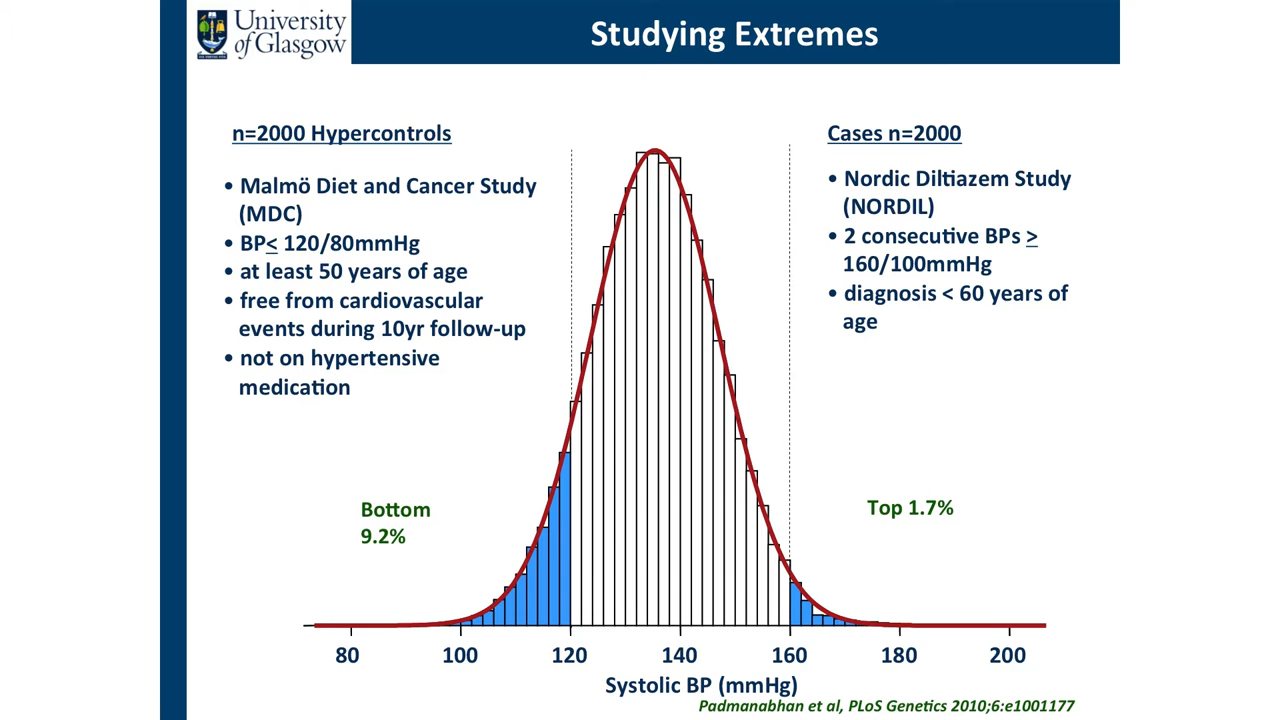 University
of Glasgow
Studying Extremes
n=2000 Hypercontrols
• Malmö Diet and Cancer Study
(MDC)
• BP≤ 120/80mmHg
• at least 50 years of age
• free from cardiovascular
events during 10yr follow-up
• not on hypertensive
medication
Cases n=2000
• Nordic Diltiazem Study
(NORDIL)
• 2 consecutive BPs ≥
160/100mmHg
• diagnosis < 60 years of
age
Bottom
9.2%
Top 1.7%
80 100 120 140 160 180 200
Systolic BP (mmHg)
Padmanabhan et al, PLoS Genetics 2010;6:e1001177